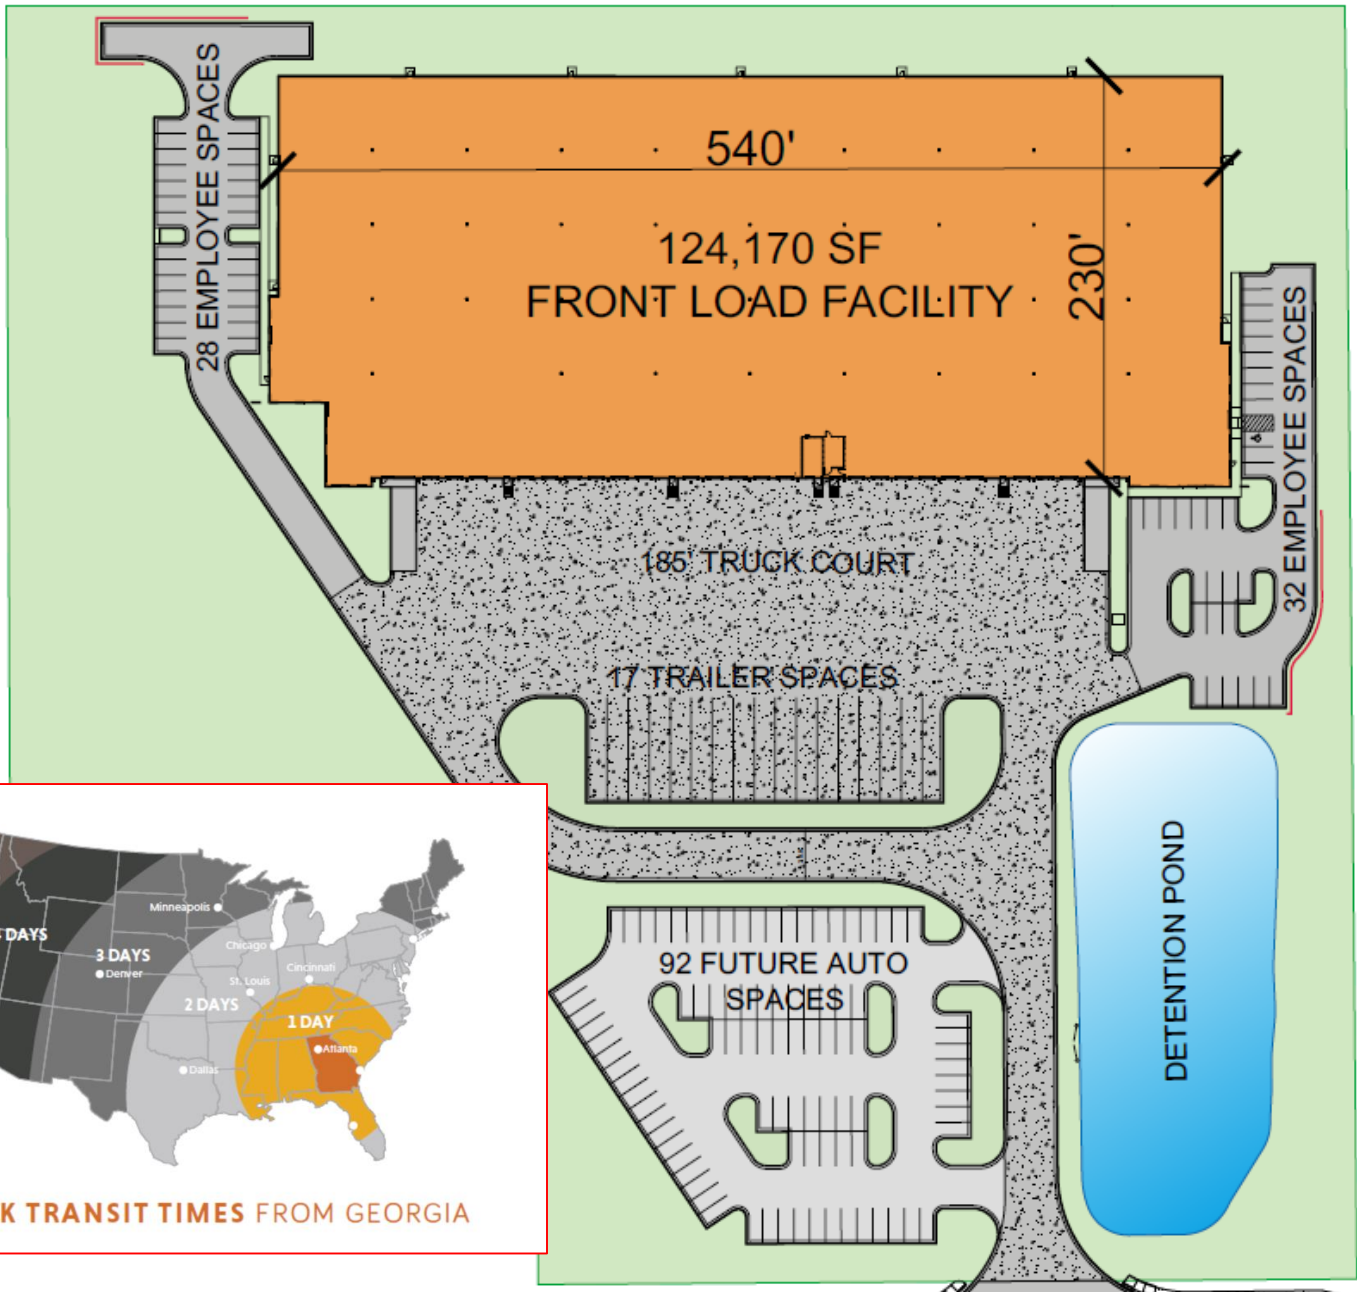 28 EMPLOYEE SPACES
540'
124,170 SF
FRONT LOAD FACILITY
230'
32 EMPLOYEE SPACES
185' TRUCK COURT
17 TRAILER SPACES
92 FUTURE AUTO
SPACES
DETENTION POND
DAYS
3 DAYS
2 DAYS
1 DAY
Minneapolis
Chicago
Denver
St. Louis
Cincinnati
Atlanta
Dallas
K TRANSIT TIMES FROM GEORGIA